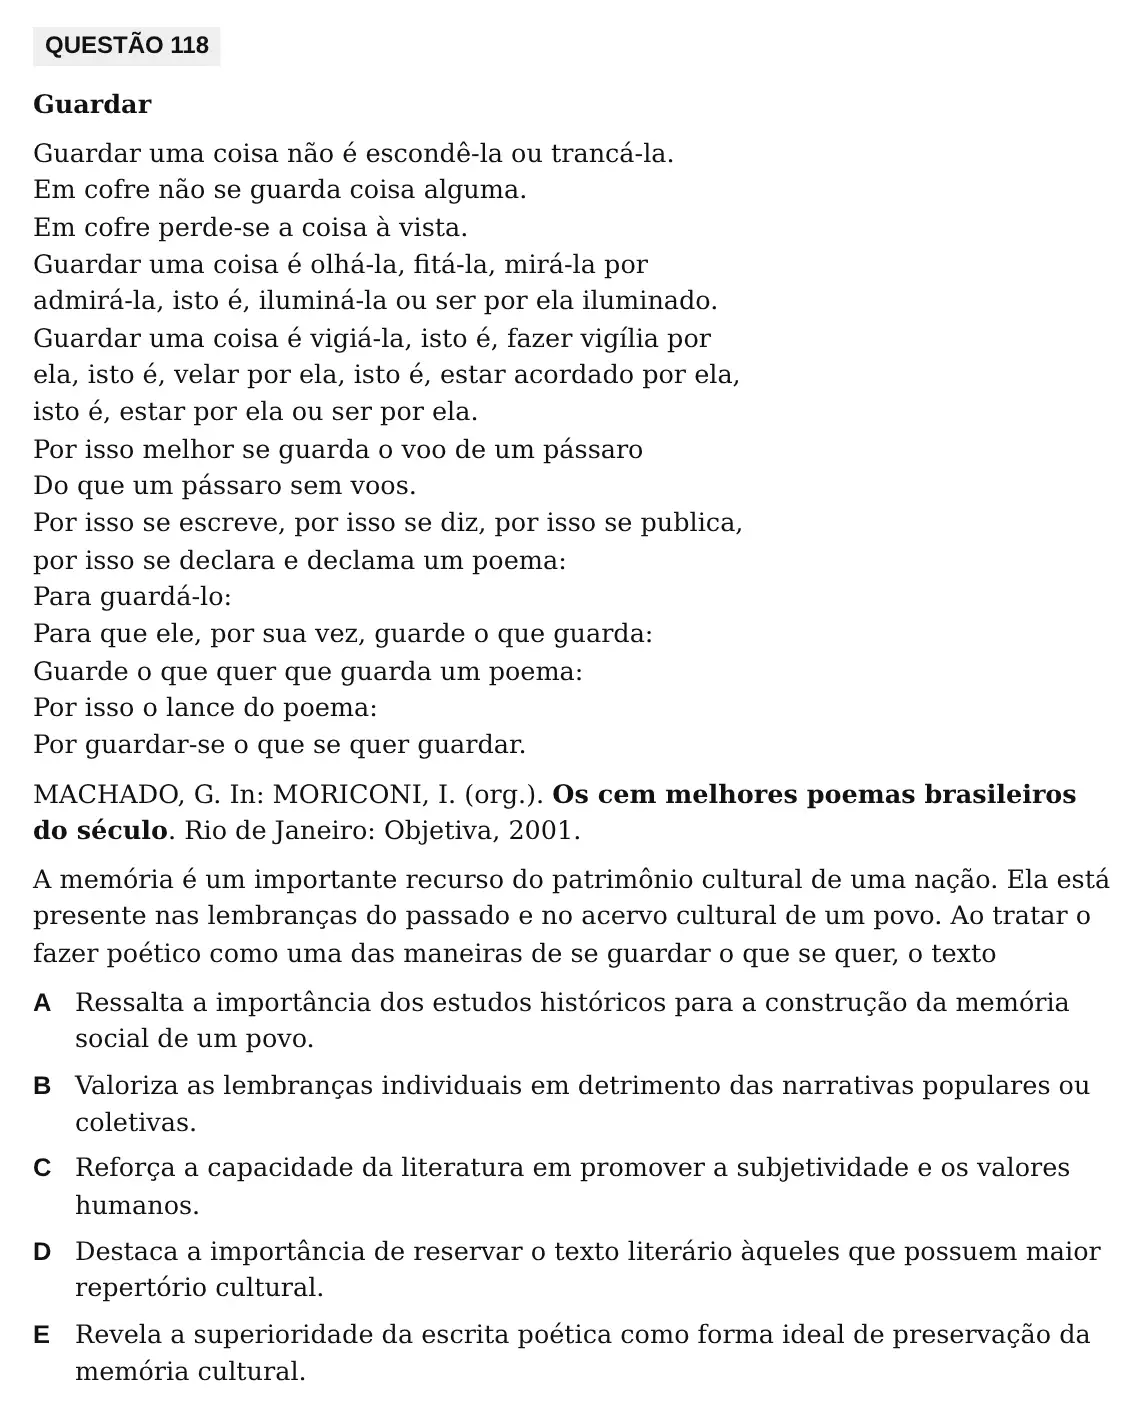 QUESTÃO 118
Guardar
Guardar uma coisa não é escondê-la ou trancá-la.
Em cofre não se guarda coisa alguma.
Em cofre perde-se a coisa à vista.
Guardar uma coisa é olhá-la, fitá-la, mirá-la por
admirá-la, isto é, iluminá-la ou ser por ela iluminado.
Guardar uma coisa é vigiá-la, isto é, fazer vigília por
ela, isto é, velar por ela, isto é, estar acordado por ela,
isto é, estar por ela ou ser por ela.
Por isso melhor se guarda o voo de um pássaro
Do que um pássaro sem voos.
Por isso se escreve, por isso se diz, por isso se publica,
por isso se declara e declama um poema:
Para guardá-lo:
Para que ele, por sua vez, guarde o que guarda:
Guarde o que quer que guarda um poema:
Por isso o lance do poema:
Por guardar-se o que se quer guardar.
MACHADO, G. In: MORICONI, I. (org.). Os cem melhores poemas brasileiros
do século. Rio de Janeiro: Objetiva, 2001.
A memória é um importante recurso do patrimônio cultural de uma nação. Ela está
presente nas lembranças do passado e no acervo cultural de um povo. Ao tratar o
fazer poético como uma das maneiras de se guardar o que se quer, o texto
A Ressalta a importância dos estudos históricos para a construção da memória
social de um povo.
B Valoriza as lembranças individuais em detrimento das narrativas populares ou
coletivas.
C Reforça a capacidade da literatura em promover a subjetividade e os valores
humanos.
D Destaca a importância de reservar o texto literário àqueles que possuem maior
repertório cultural.
E Revela a superioridade da escrita poética como forma ideal de preservação da
memória cultural.